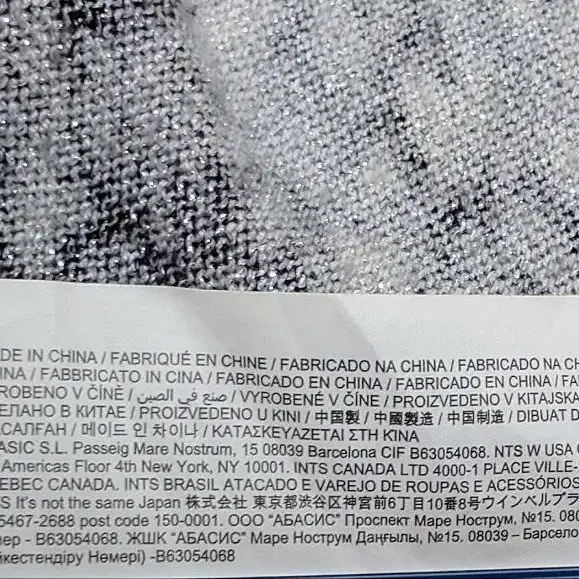 DE IN CHINA / FABRIQUÉ EN CHINE / FABRICADO NA CHINA / FABRICADO NA CH
INA / FABBRICATO IN CINA / FABRICADO EN CHINA / FABRICADO EN CHINA / FA
ROBENO V ČÍNĚ / صنع في الصين / VYROBENÉ V ČÍNE / PROIZVEDENO V KITAJSKA
ЕЛАНО В КИТАЕ / PROIZVEDENO U KINI / 中国製 / 中國製造 / 中国制造 / DIBUAT D
АСАЛҒАН / 메이드 인 차이나 / ΚΑΤΑΣΚΕΥΑΖΕΤΑΙ ΣΤΗ ΚΙΝΑ
ASIC S.L. Passeig Mare Nostrum, 15 08039 Barcelona CIF B63054068. NTS W USA
Americas Floor 4th New York, NY 10001. INTS CANADA LTD 4000-1 PLACE VILLE-
EBEC CANADA. INTS BRASIL ATACADO E VAREJO DE ROUPAS E ACESSÓRIOS
S It's not the same Japan 株式会社 東京都渋谷区神宮前6丁目10番8号ウインベルプラ
5467-2688 post code 150-0001. ООО "АБАСИС" Проспект Маре Нострум, №15. 080
мер - B63054068. ЖШК "АБАСИС" Маре Нострум Даңғылы, №15. 08039 – Барсело
йкестендіру Нөмері) -B63054068